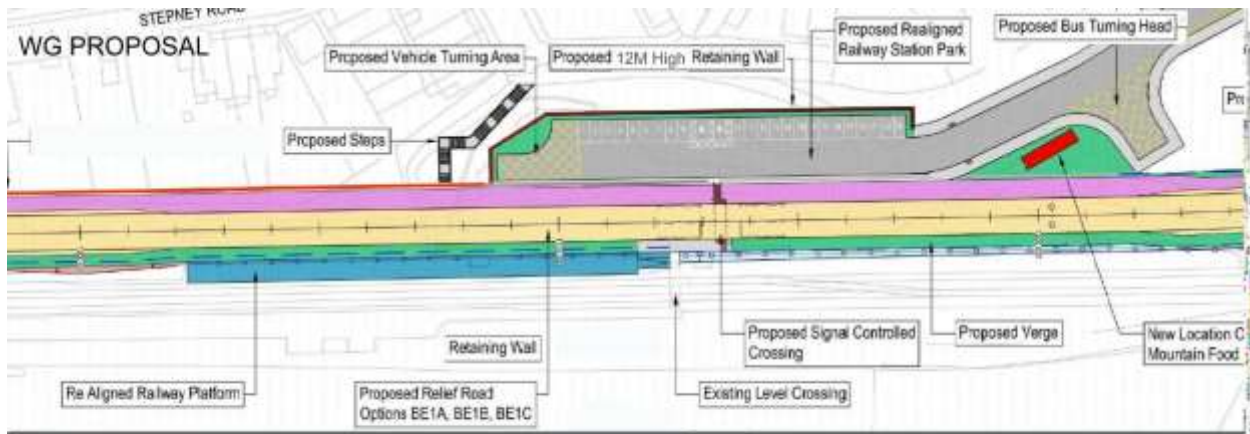 STEPNEY ROAD
WG PROPOSAL
Proposed Vehicle Turning Area
Proposed 12M High Retaining Wall
Proposed Realigned
Railway Station Park
Proposed Bus Turning Head
Proposed Steps
Retaining Wall
Proposed Signal Controlled
Crossing
Proposed Verge
New Location
Mountain Food
Re Aligned Railway Platform
Proposed Relief Road
Options BE1A, BE1B, BE1C
Existing Level Crossing